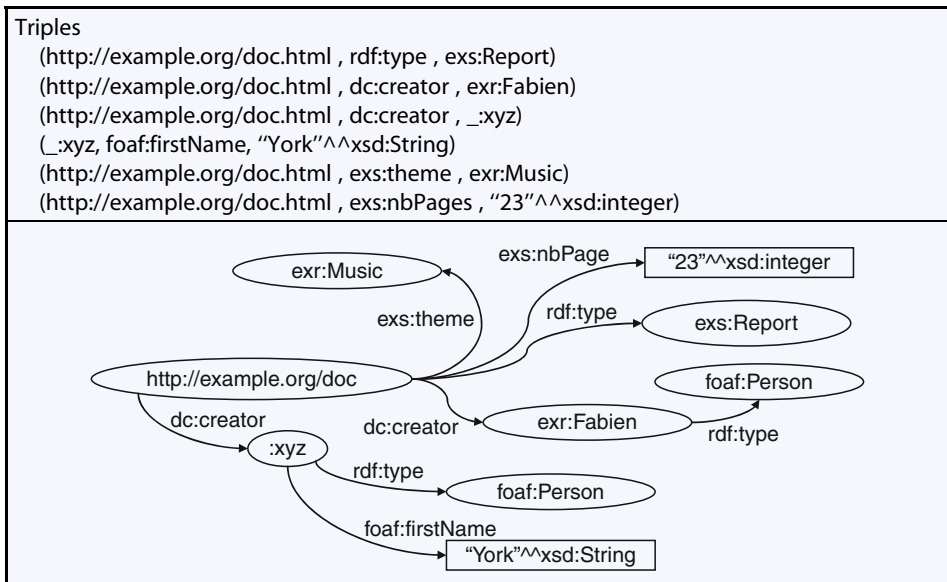 Triples
(http://example.org/doc.html , rdf:type , exs:Report)
(http://example.org/doc.html , dc:creator , exr:Fabien)
(http://example.org/doc.html , dc:creator , _:xyz)
(_:xyz, foaf:firstName, “York”^^xsd:String)
(http://example.org/doc.html , exs:theme , exr:Music)
(http://example.org/doc.html , exs:nbPages , “23”^^xsd:integer)
exs:nbPage
“23”^^xsd:integer
exr:Music
exs:theme
rdf:type
exs:Report
http://example.org/doc
foaf:Person
dc:creator
dc:creator
exr:Fabien
rdf:type
:xyz
rdf:type
foaf:Person
foaf:firstName
“York”^^xsd:String